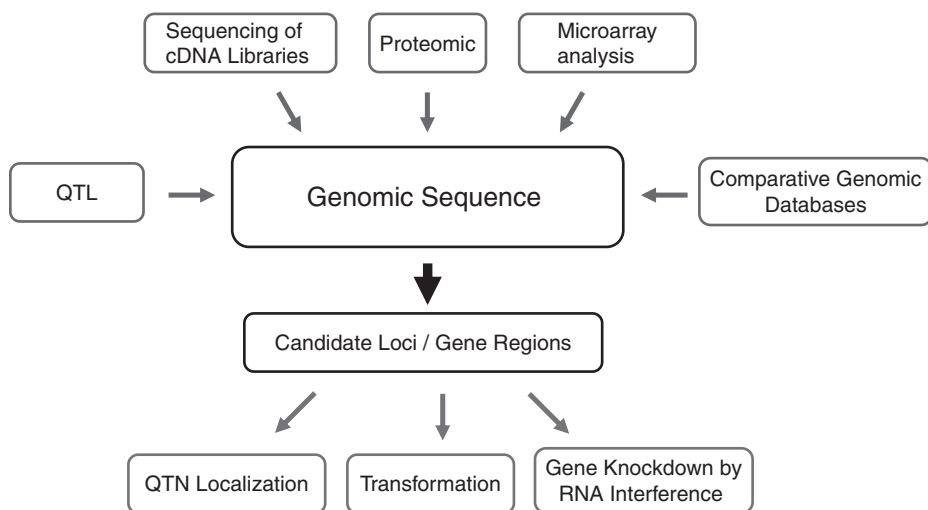 Sequencing of
cDNA Libraries
Proteomic
Microarray
analysis
QTL
Genomic Sequence
Comparative Genomic
Databases
Candidate Loci / Gene Regions
QTN Localization
Transformation
Gene Knockdown by
RNA Interference